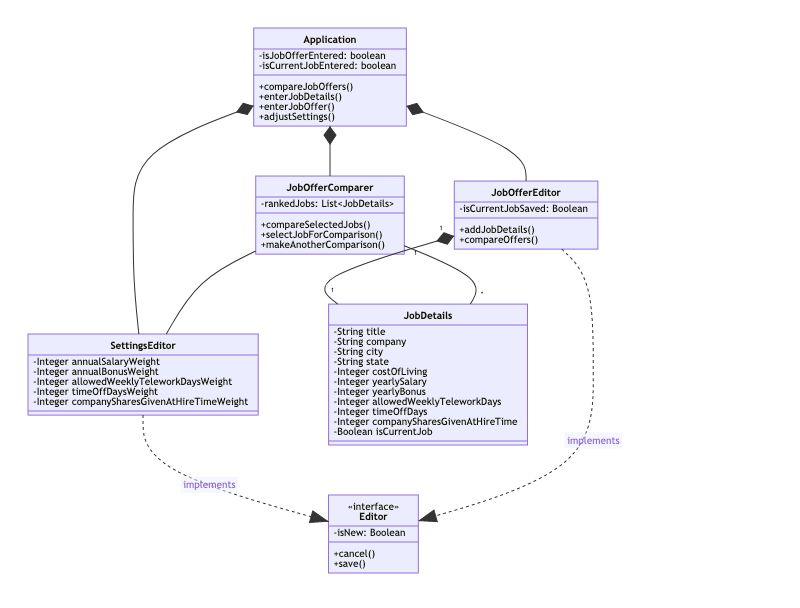 Application
-isJobOfferEntered: boolean
-isCurrentJobEntered: boolean
+compareJobOffers()
+enterJobDetails()
+enterJobOffer()
+adjustSettings()
JobOfferComparer
-rankedJobs: List<JobDetails>
+compareSelectedJobs()
+selectJobForComparison()
+makeAnotherComparison()
JobOfferEditor
-isCurrentJobSaved: Boolean
+addJobDetails()
+compareOffers()
1
1
1
*
JobDetails
-String title
-String company
-String city
-String state
-Integer costOfLiving
-Integer yearlySalary
-Integer yearlyBonus
-Integer allowedWeeklyTeleworkDays
-Integer timeOffDays
-Integer companySharesGivenAtHireTime
-Boolean isCurrentJob
SettingsEditor
-Integer annualSalaryWeight
-Integer annualBonusWeight
-Integer allowedWeeklyTeleworkDaysWeight
-Integer timeOffDaysWeight
-Integer companySharesGivenAtHireTimeWeight
implements
implements
«interface»
Editor
-isNew: Boolean
+cancel()
+save()